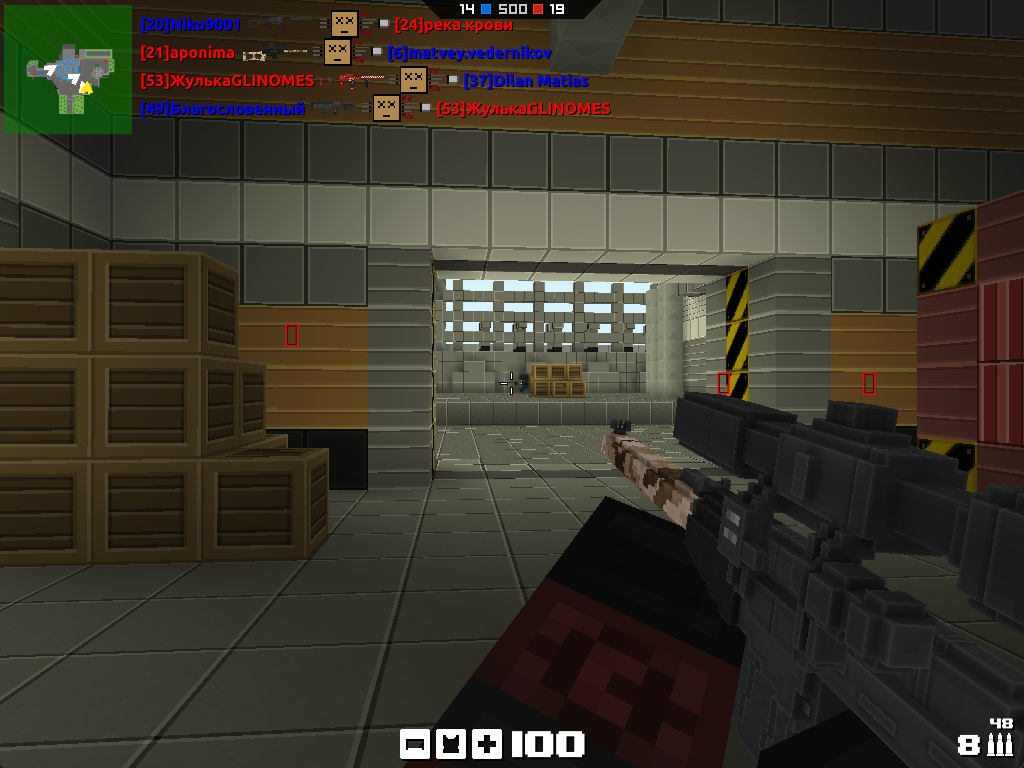 14 500 19
[20]Nika9001 [24]река крови
[21]aponima [6]matvey.vedernikov
[53]ЖулькаGLINOMES [37]Dilan Matias
[49]Благословенный [53]ЖулькаGLINOMES
100
48
8